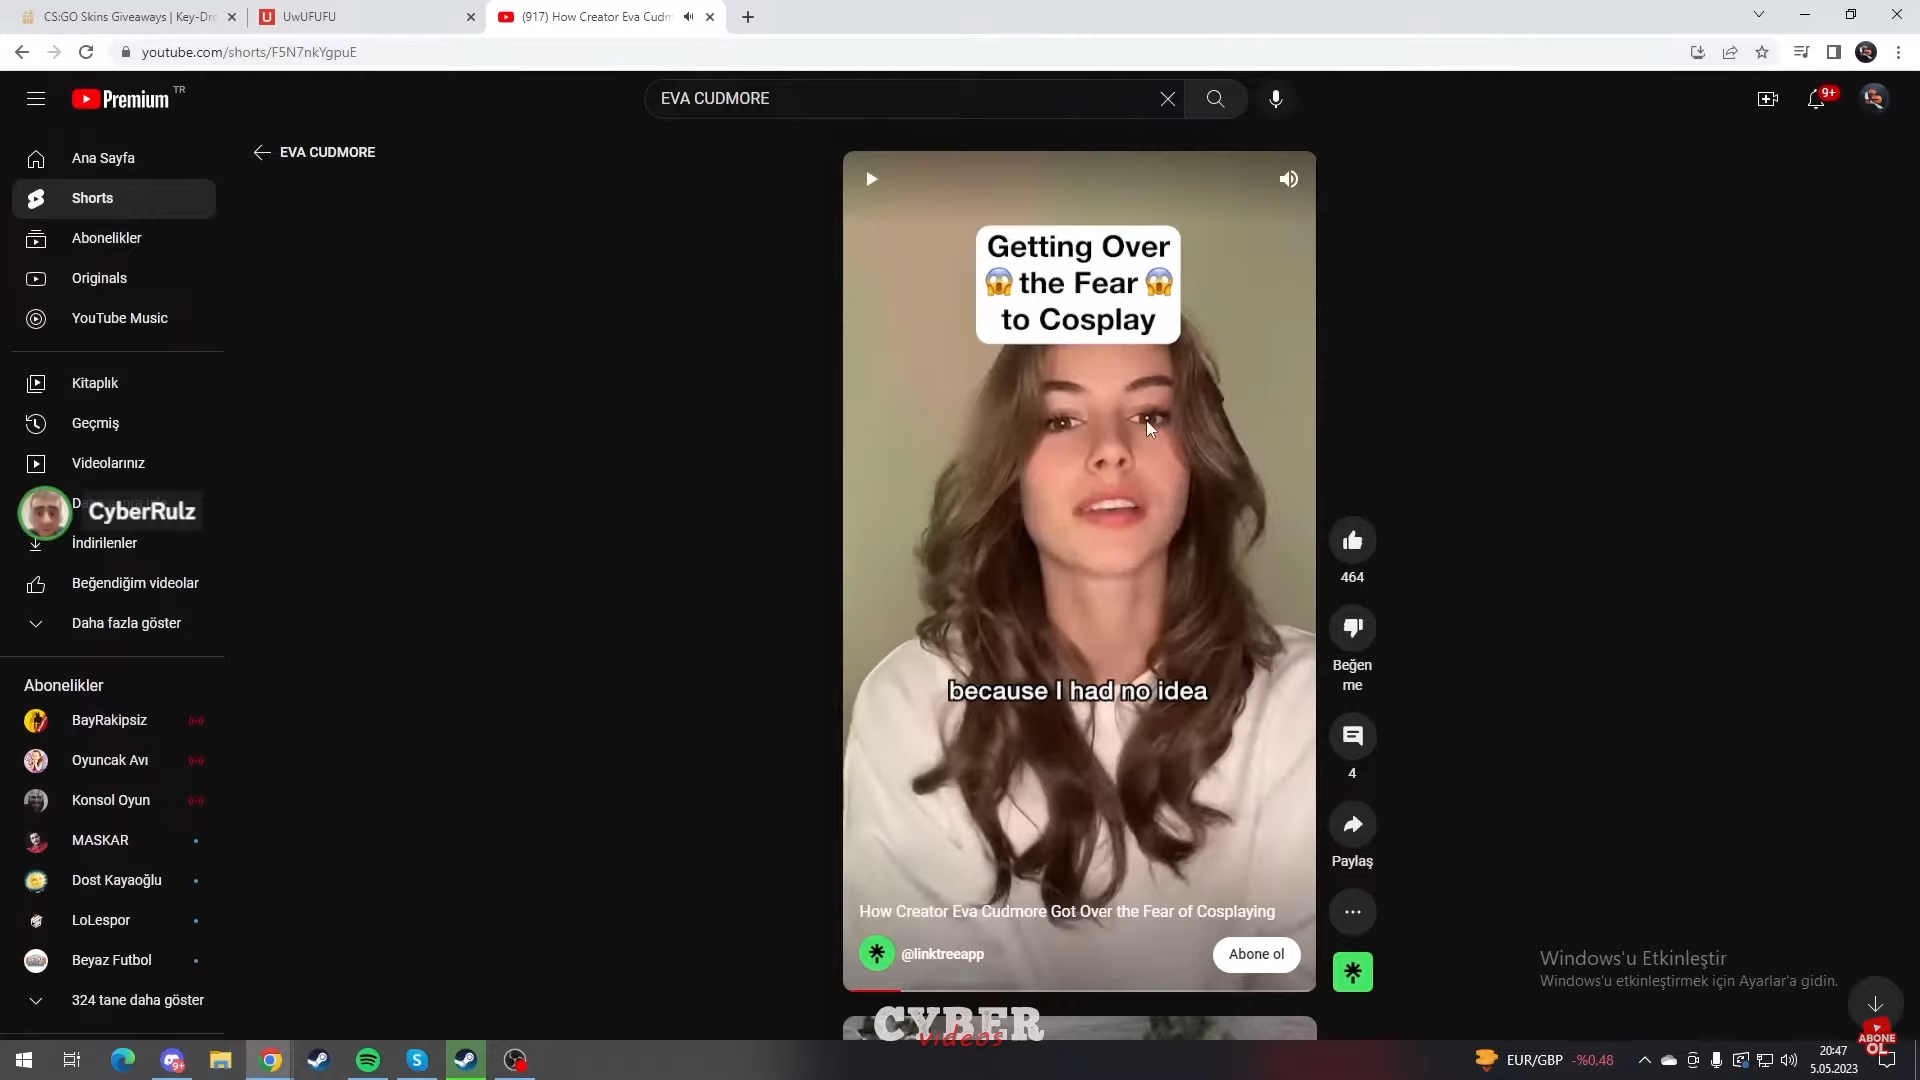 CS:GO Skins Giveaways | Key-Dro
UwUFUFU
(917) How Creator Eva Cudm
youtube.com/shorts/F5N7nkYgpuE
Premium
TR
EVA CUDMORE
9+
EVA CUDMORE
Ana Sayfa
Shorts
Abonelikler
Originals
YouTube Music
Kitaplık
Geçmiş
Videolarınız
CyberRulz
İndirilenler
Beğendiğim videolar
Daha fazla göster
Abonelikler
BayRakipsiz
Oyuncak Avı
Konsol Oyun
MASKAR
Dost Kayaoğlu
LoLespor
Beyaz Futbol
324 tane daha göster
Getting Over
😱 the Fear 😱
to Cosplay
because I had no idea
How Creator Eva Cudmore Got Over the Fear of Cosplaying
@linktreeapp
Abone ol
464
Beğen
me
4
Paylaş
Windows'u Etkinleştir
Windows'u etkinleştirmek için Ayarlar'a gidin.
CYBER
videos
ABONE
OL
9+
EUR/GBP -%0,48
20:47
5.05.2023